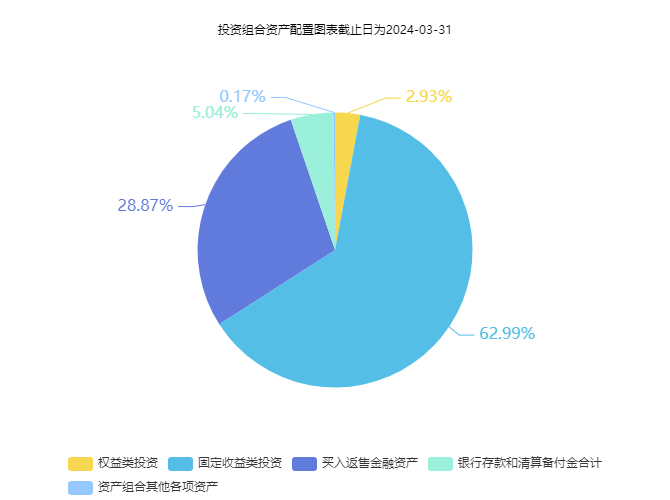 投资组合资产配置图表截止日为2024-03-31
0.17%
2.93%
5.04%
28.87%
62.99%
权益类投资 固定收益类投资 买入返售金融资产 银行存款和清算备付金合计
资产组合其他各项资产